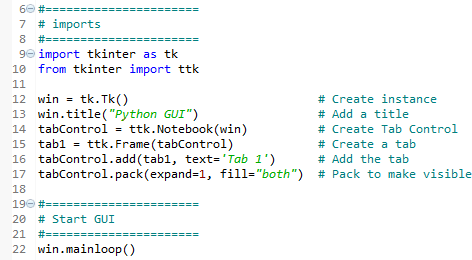 6 #======================
7 # imports
8 #======================
9 import tkinter as tk
10 from tkinter import ttk
11
12 win = tk.Tk()                           # Create instance
13 win.title("Python GUI")                 # Add a title
14 tabControl = ttk.Notebook(win)          # Create Tab Control
15 tab1 = ttk.Frame(tabControl)            # Create a tab
16 tabControl.add(tab1, text='Tab 1')      # Add the tab
17 tabControl.pack(expand=1, fill="both")  # Pack to make visible
18
19 #======================
20 # Start GUI
21 #======================
22 win.mainloop()